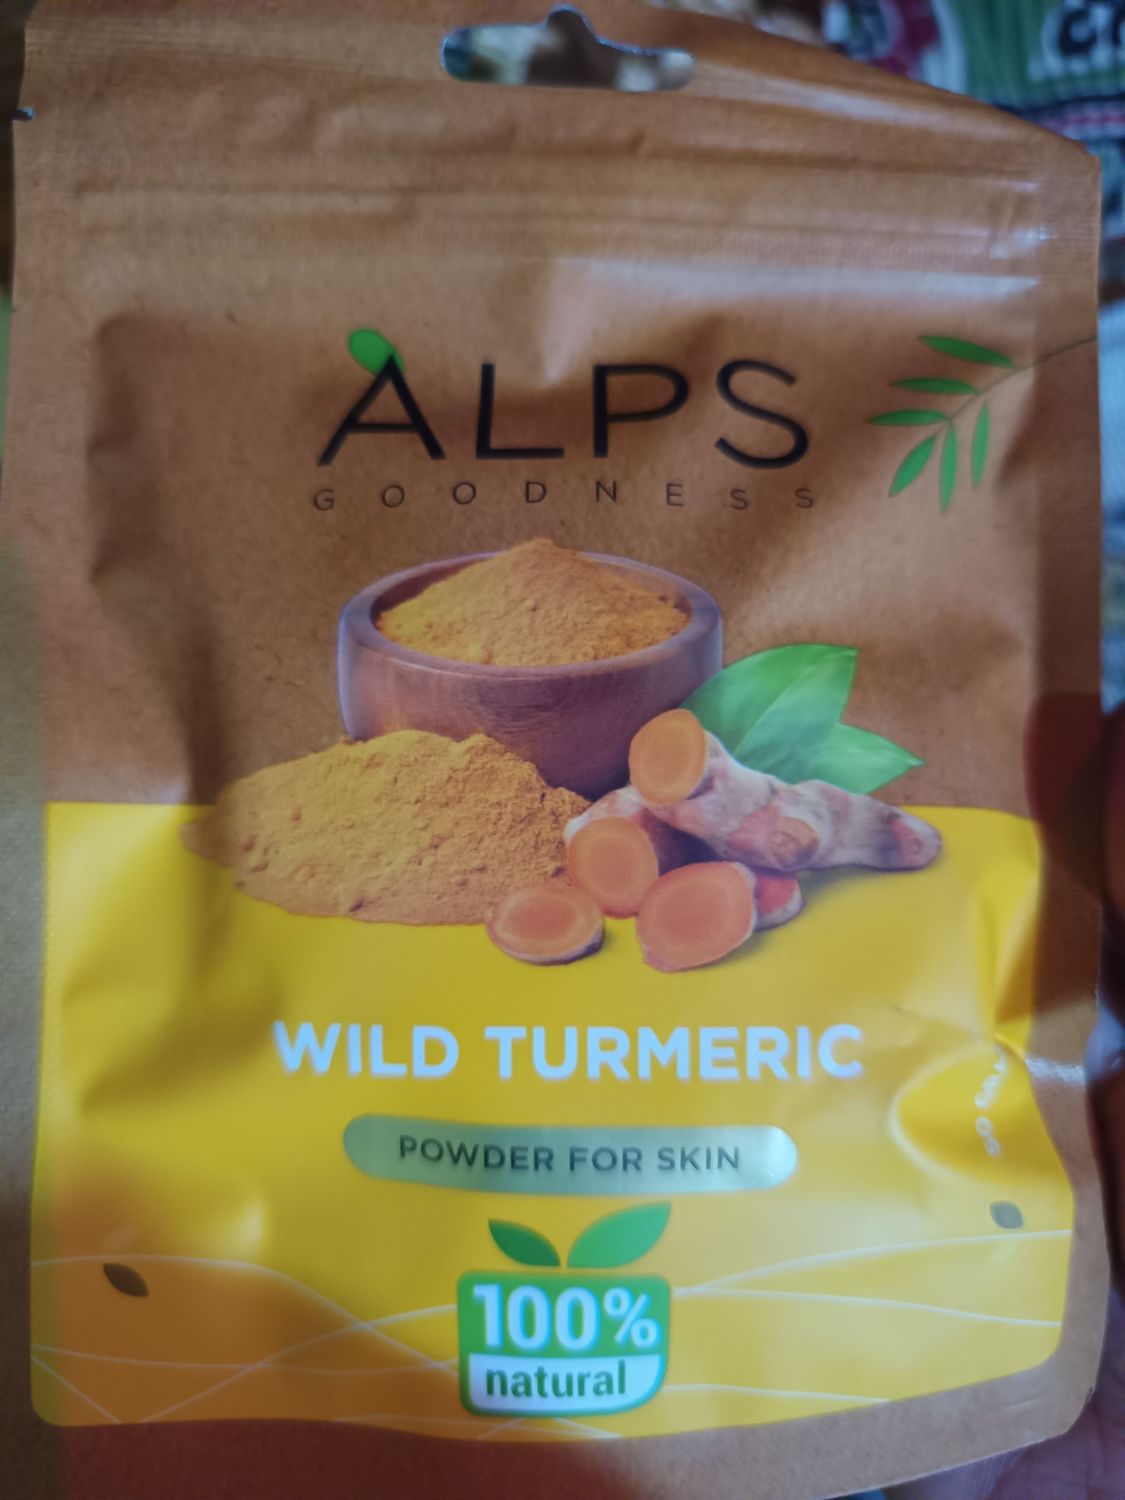 ALPS
GOODNESS
WILD TURMERIC
POWDER FOR SKIN
100%
natural